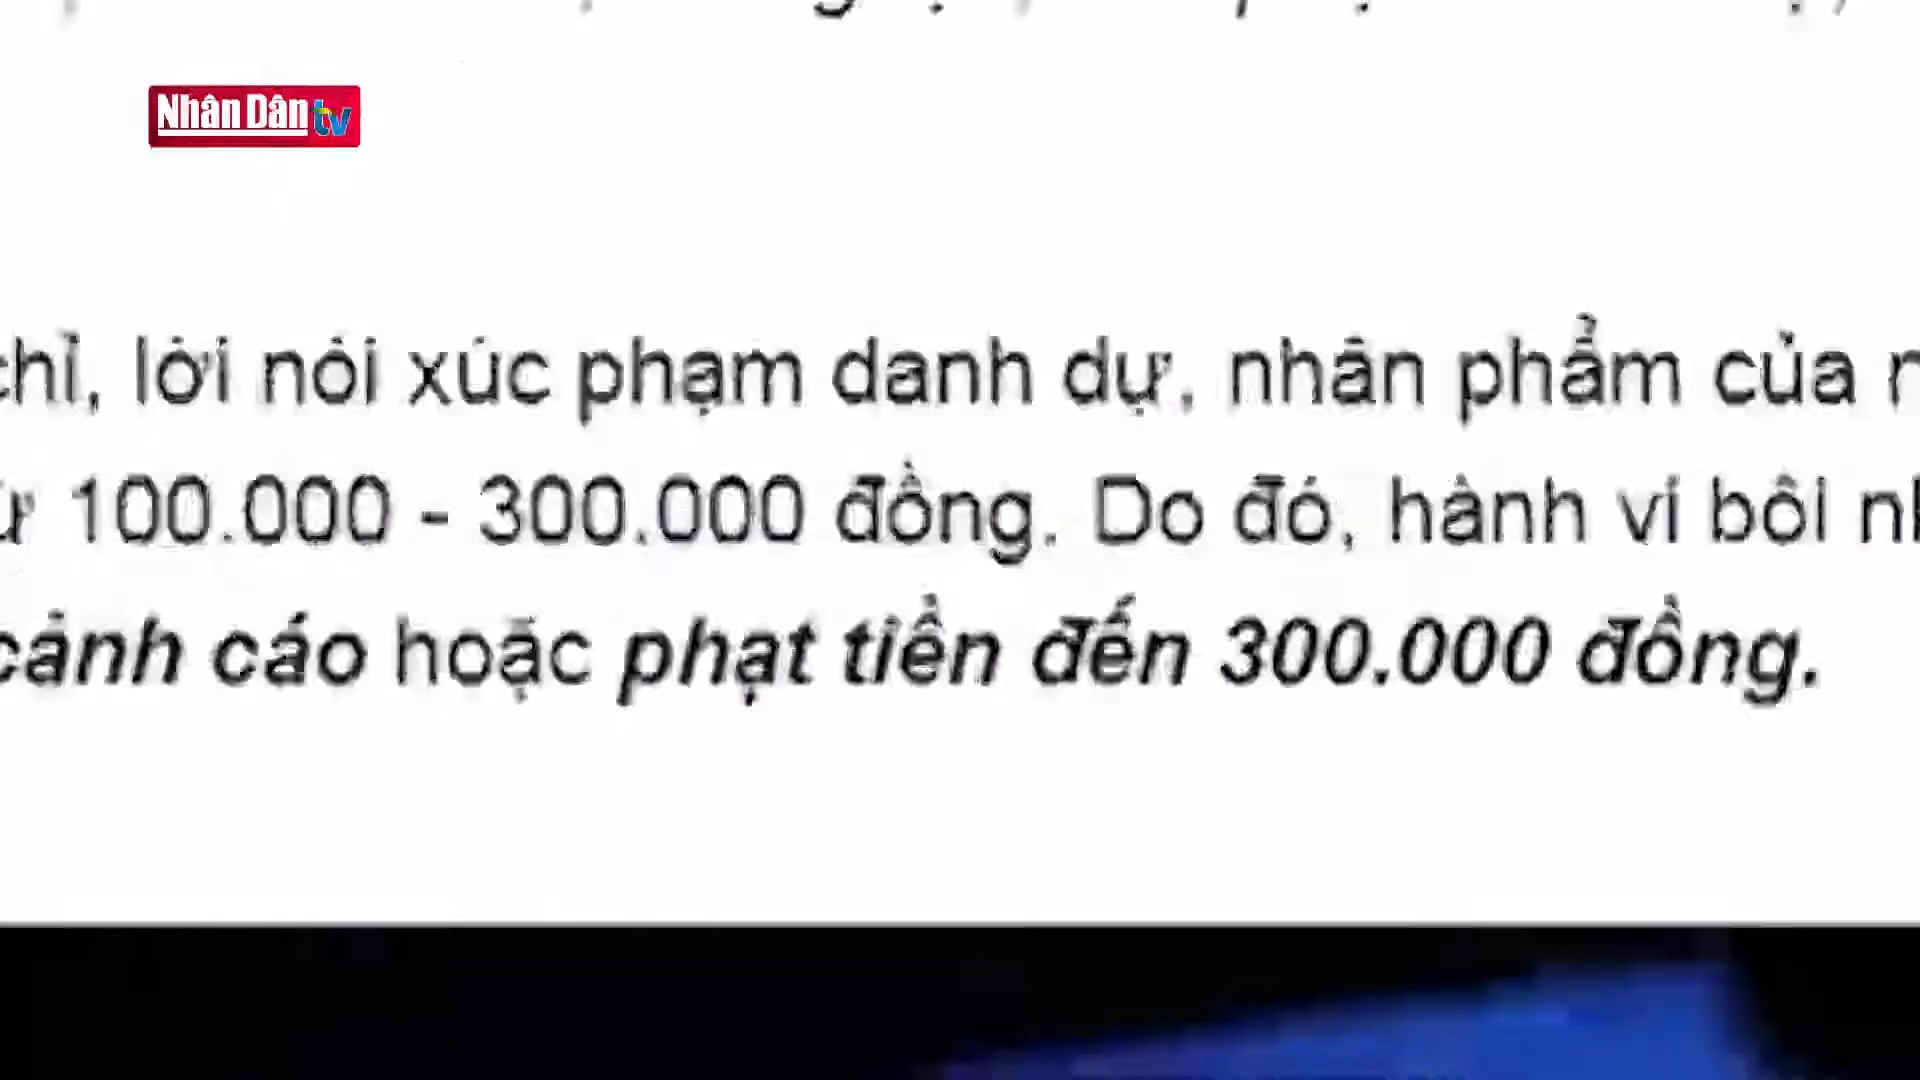 Nhân Dân tv
chỉ, lời nói xúc phạm danh dự, nhân phẩm của
100.000 - 300.000 đồng. Do đó, hành vi bôi
cảnh cáo hoặc phạt tiền đến 300.000 đồng.